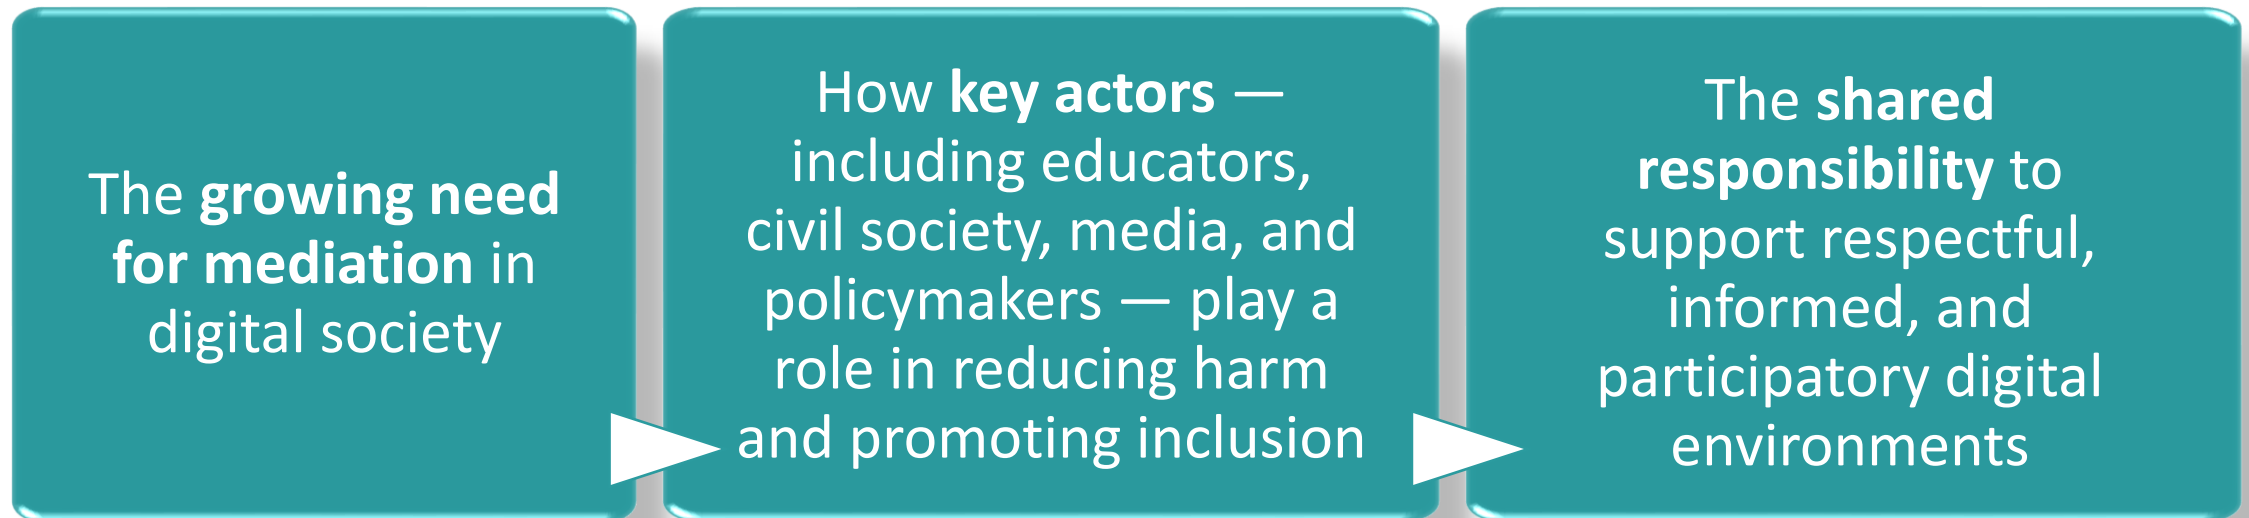 The growing need
for mediation in
digital society
How key actors —
including educators,
civil society, media, and
policymakers — play a
role in reducing harm
and promoting inclusion
The shared
responsibility to
support respectful,
informed, and
participatory digital
environments